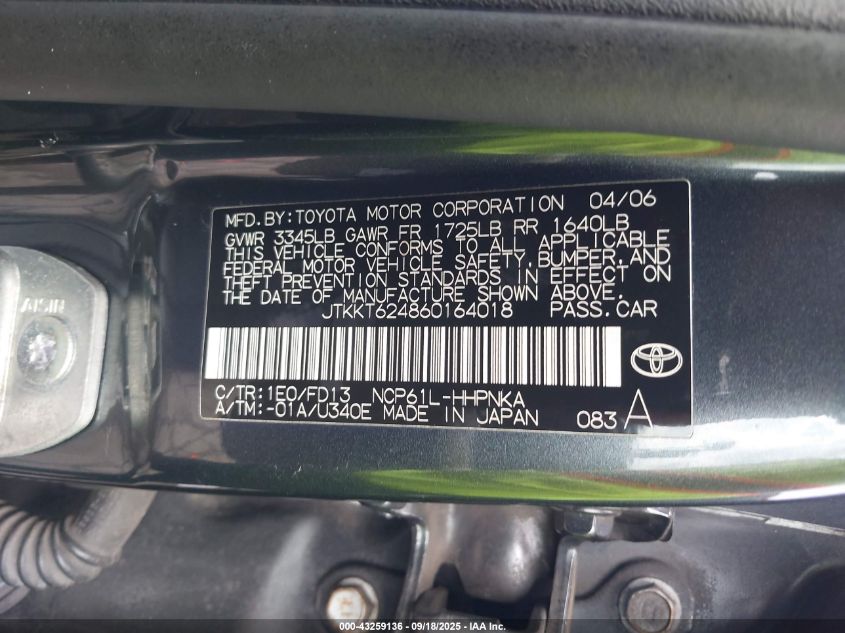 MFD.BY:TOYOTA MOTOR CORPORATION 04/06
GVWR 3345LB GAWR FR 1725LB RR 1640LB
THIS VEHICLE CONFORMS TO ALL APPLICABLE
FEDERAL MOTOR VEHICLE SAFETY, BUMPER, AND
THEFT PREVENTION STANDARDS IN EFFECT ON
THE DATE OF MANUFACTURE SHOWN ABOVE.
JTKKT624860164018 PASS.CAR
C/TR:1E0/FD13 NCP61L-HHPNKA
A/TM:-01A/U340E MADE IN JAPAN 083 A
AISIN
000-43259136 - 09/18/2025 - IAA Inc.